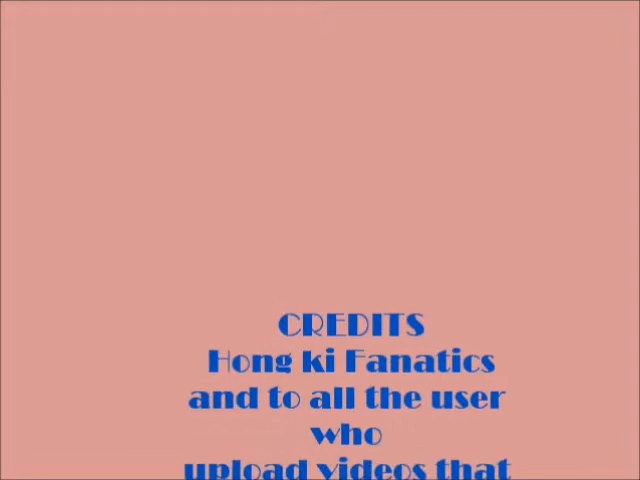 CREDITS
Hong ki Fanatics
and to all the user
who
upload videos that